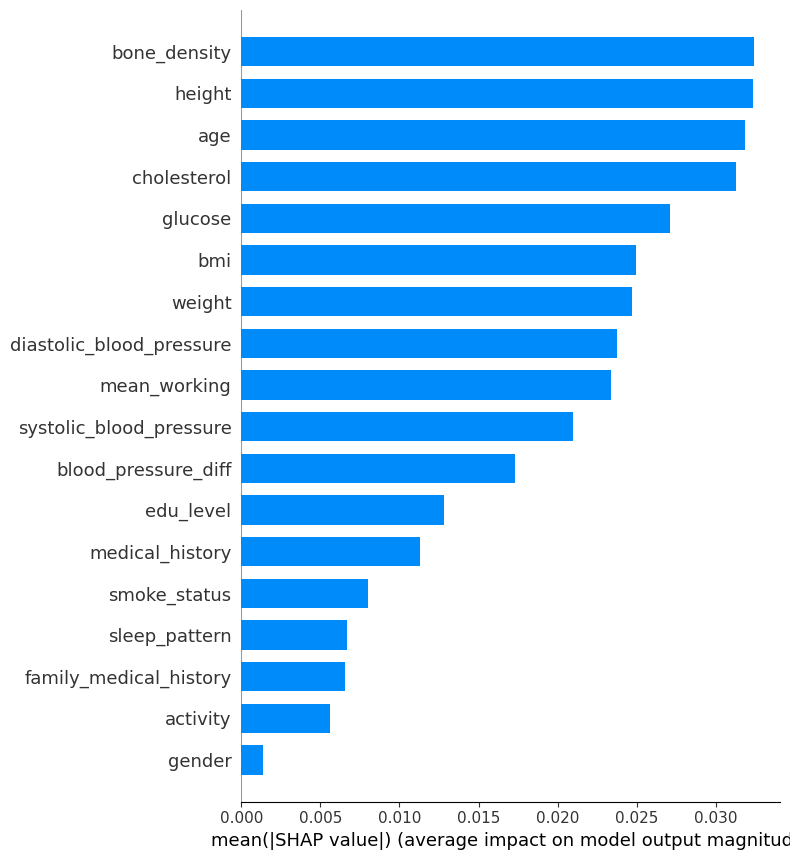 bone_density
height
age
cholesterol
glucose
bmi
weight
diastolic_blood_pressure
mean_working
systolic_blood_pressure
blood_pressure_diff
edu_level
medical_history
smoke_status
sleep_pattern
family_medical_history
activity
gender
0.000 0.005 0.010 0.015 0.020 0.025 0.030
mean(|SHAP value|) (average impact on model output magnitud